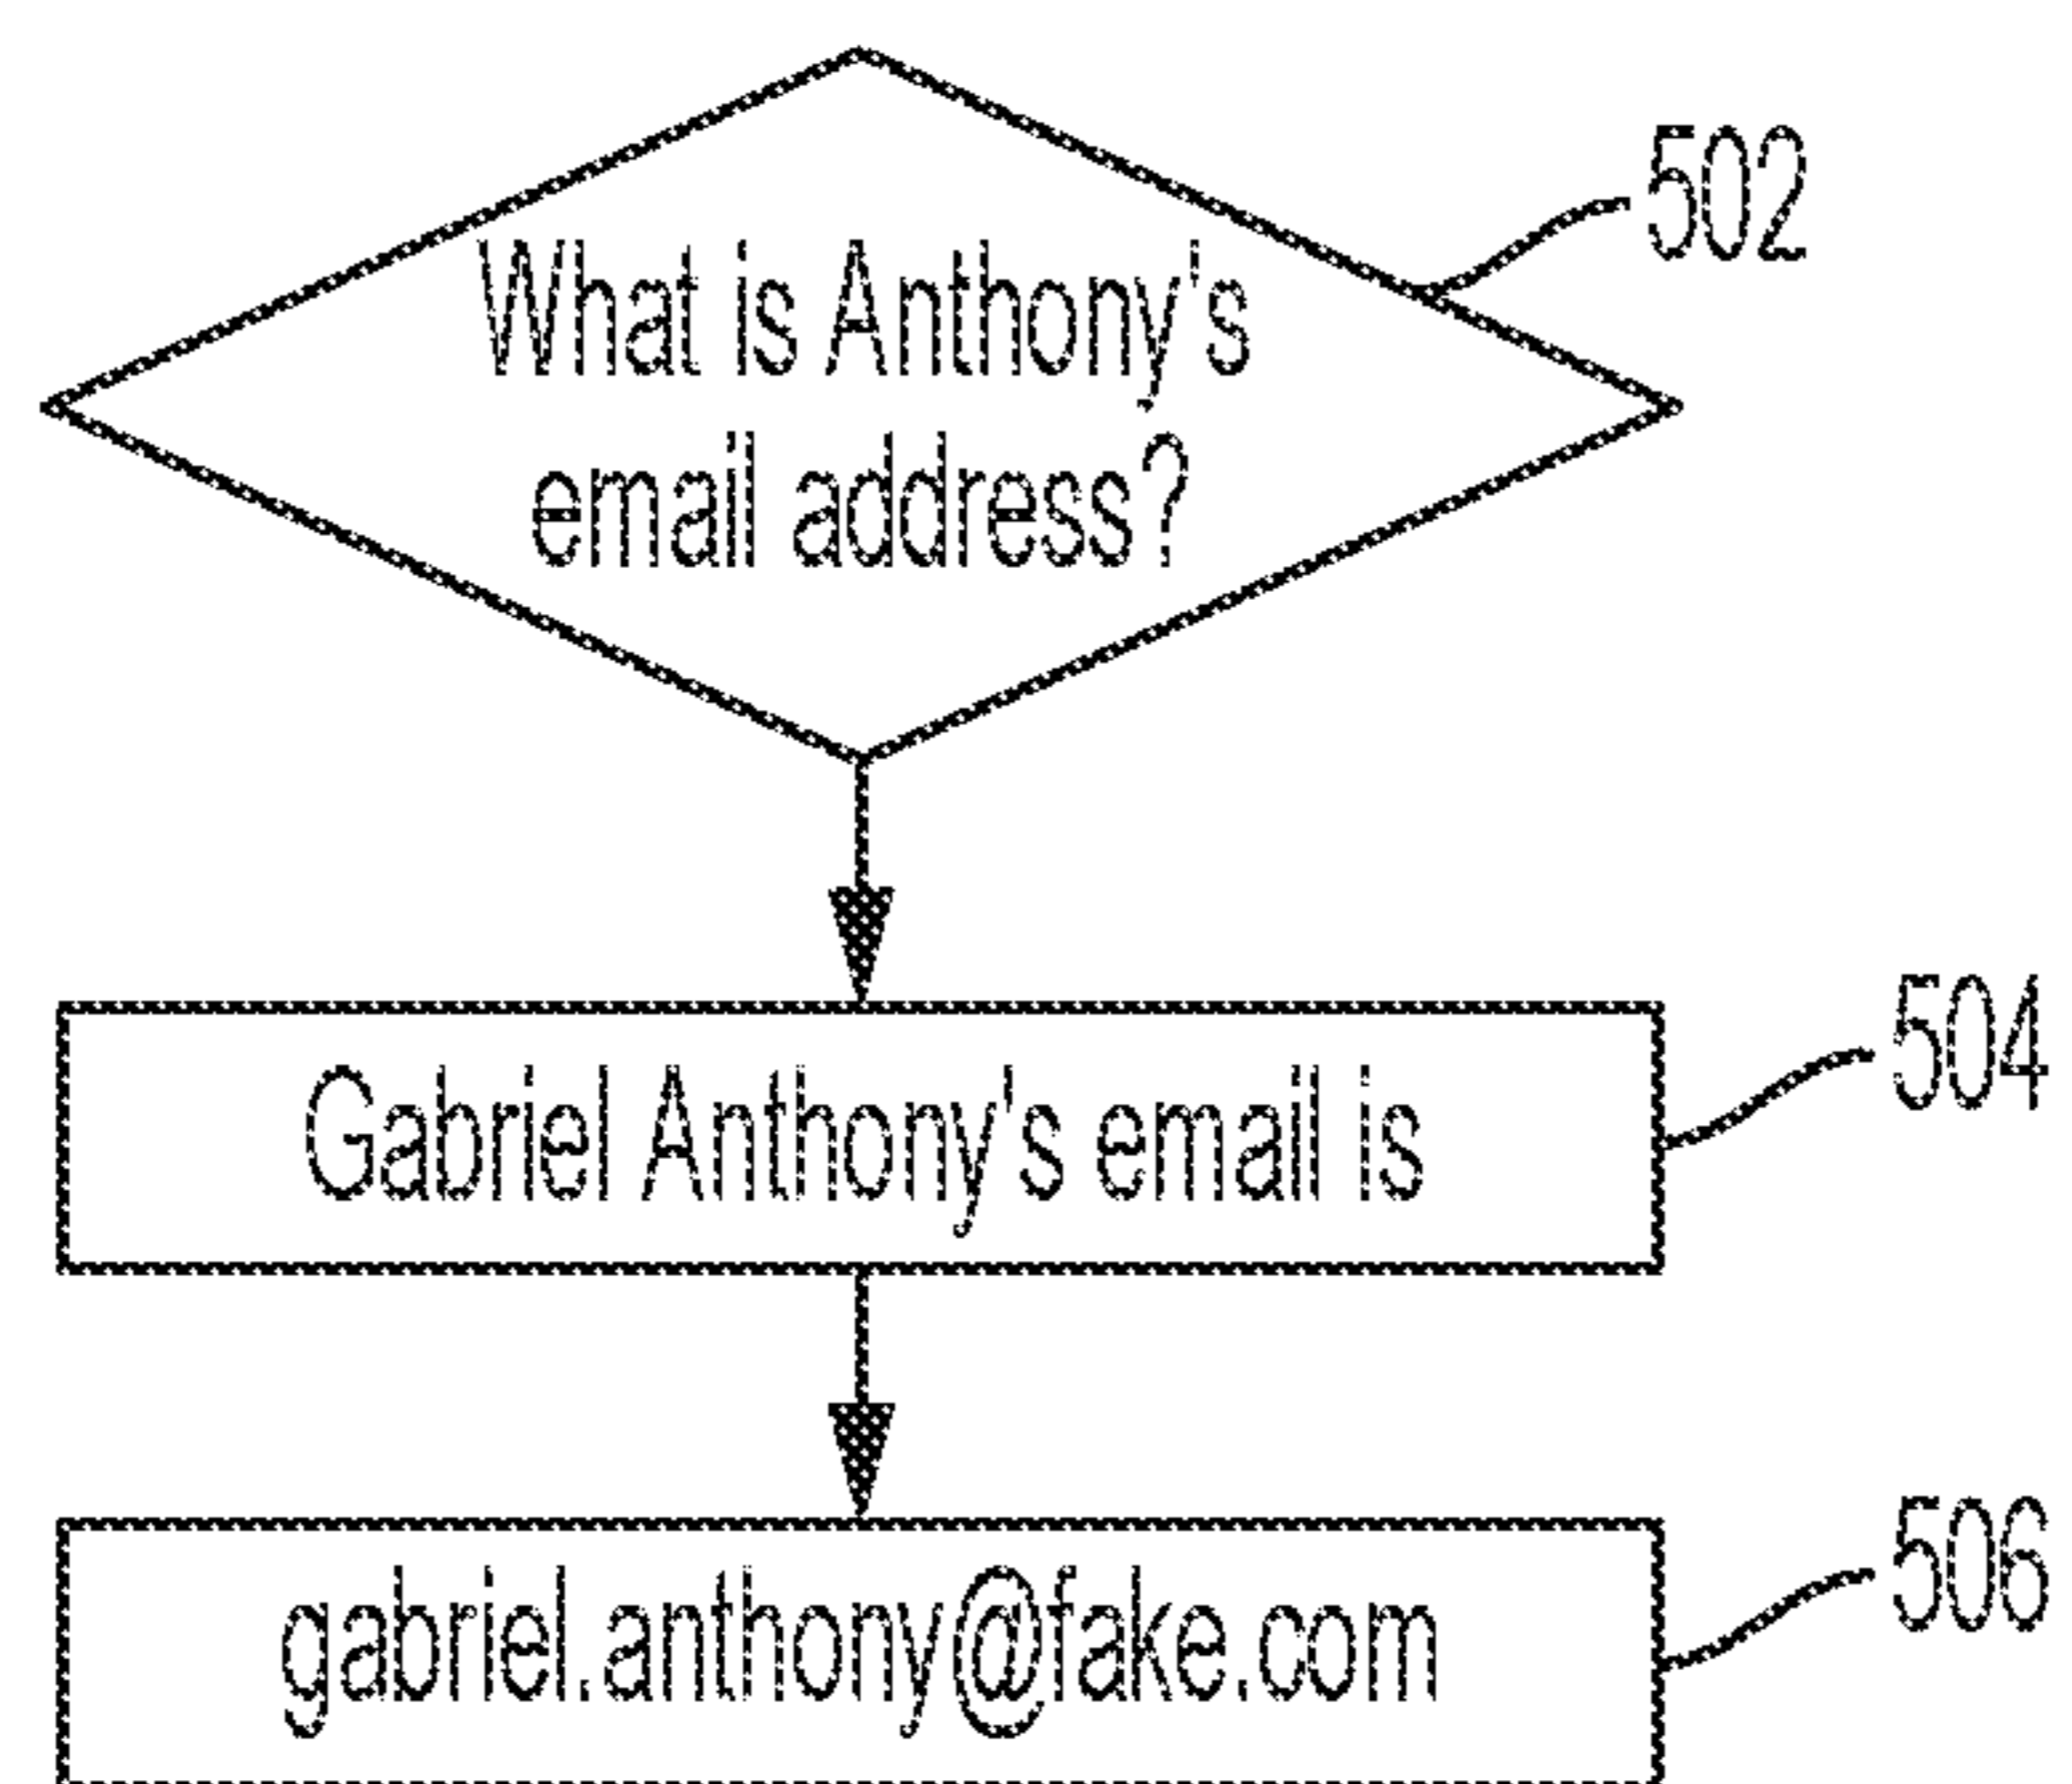 502
What is Anthony's
email address?
504
Gabriel Anthony's email is
506
gabriel.anthony@fake.com